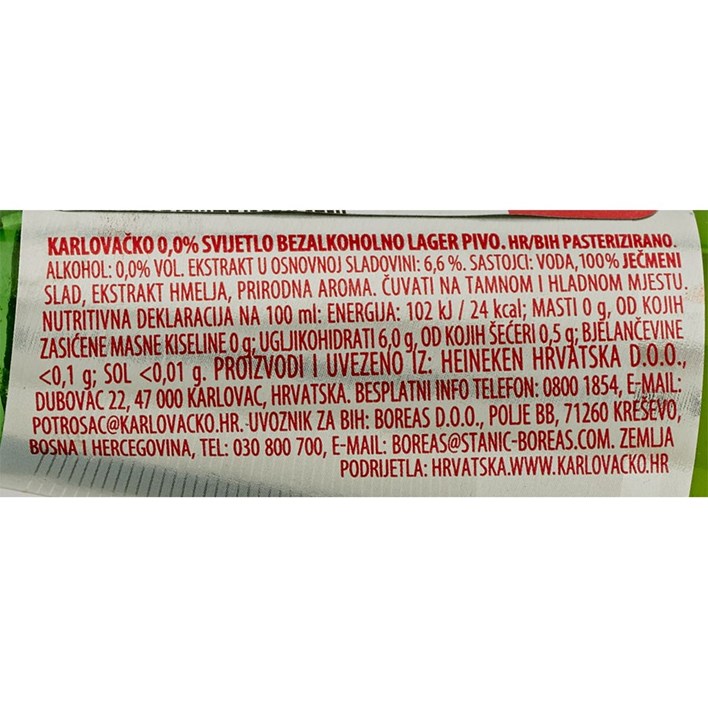 KARLOVAČKO 0,0% SVIJETLO BEZALKOHOLNO LAGER PIVO. HR/BIH PASTERIZIRANO.
ALKOHOL: 0,0% VOL. EKSTRAKT U OSNOVNOJ SLADOVINI: 6,6 %. SASTOJCI: VODA, 100% JEČMENI
SLAD, EKSTRAKT HMELJA, PRIRODNA AROMA. ČUVATI NA TAMNOM I HLADNOM MJESTU.
NUTRITIVNA DEKLARACIJA NA 100 ml: ENERGIJA: 102 kJ / 24 kcal; MASTI 0 g, OD KOJIH
ZASIĆENE MASNE KISELINE 0 g; UGLJIKOHIDRATI 6,0 g, OD KOJIH ŠEĆERI 0,5 g; BJELANČEVINE
<0,1 g; SOL <0,01 g. PROIZVODI I UVEZENO IZ: HEINEKEN HRVATSKA D.O.O.,
DUBOVAC 22, 47 000 KARLOVAC, HRVATSKA. BESPLATNI INFO TELEFON: 0800 1854, E-MAIL:
POTROSAC@KARLOVACKO.HR. UVOZNIK ZA BIH: BOREAS D.O.O., POLJE BB, 71260 KREŠEVO,
BOSNA I HERCEGOVINA, TEL: 030 800 700, E-MAIL: BOREAS@STANIC-BOREAS.COM. ZEMLJA
PODRIJETLA: HRVATSKA.WWW.KARLOVACKO.HR